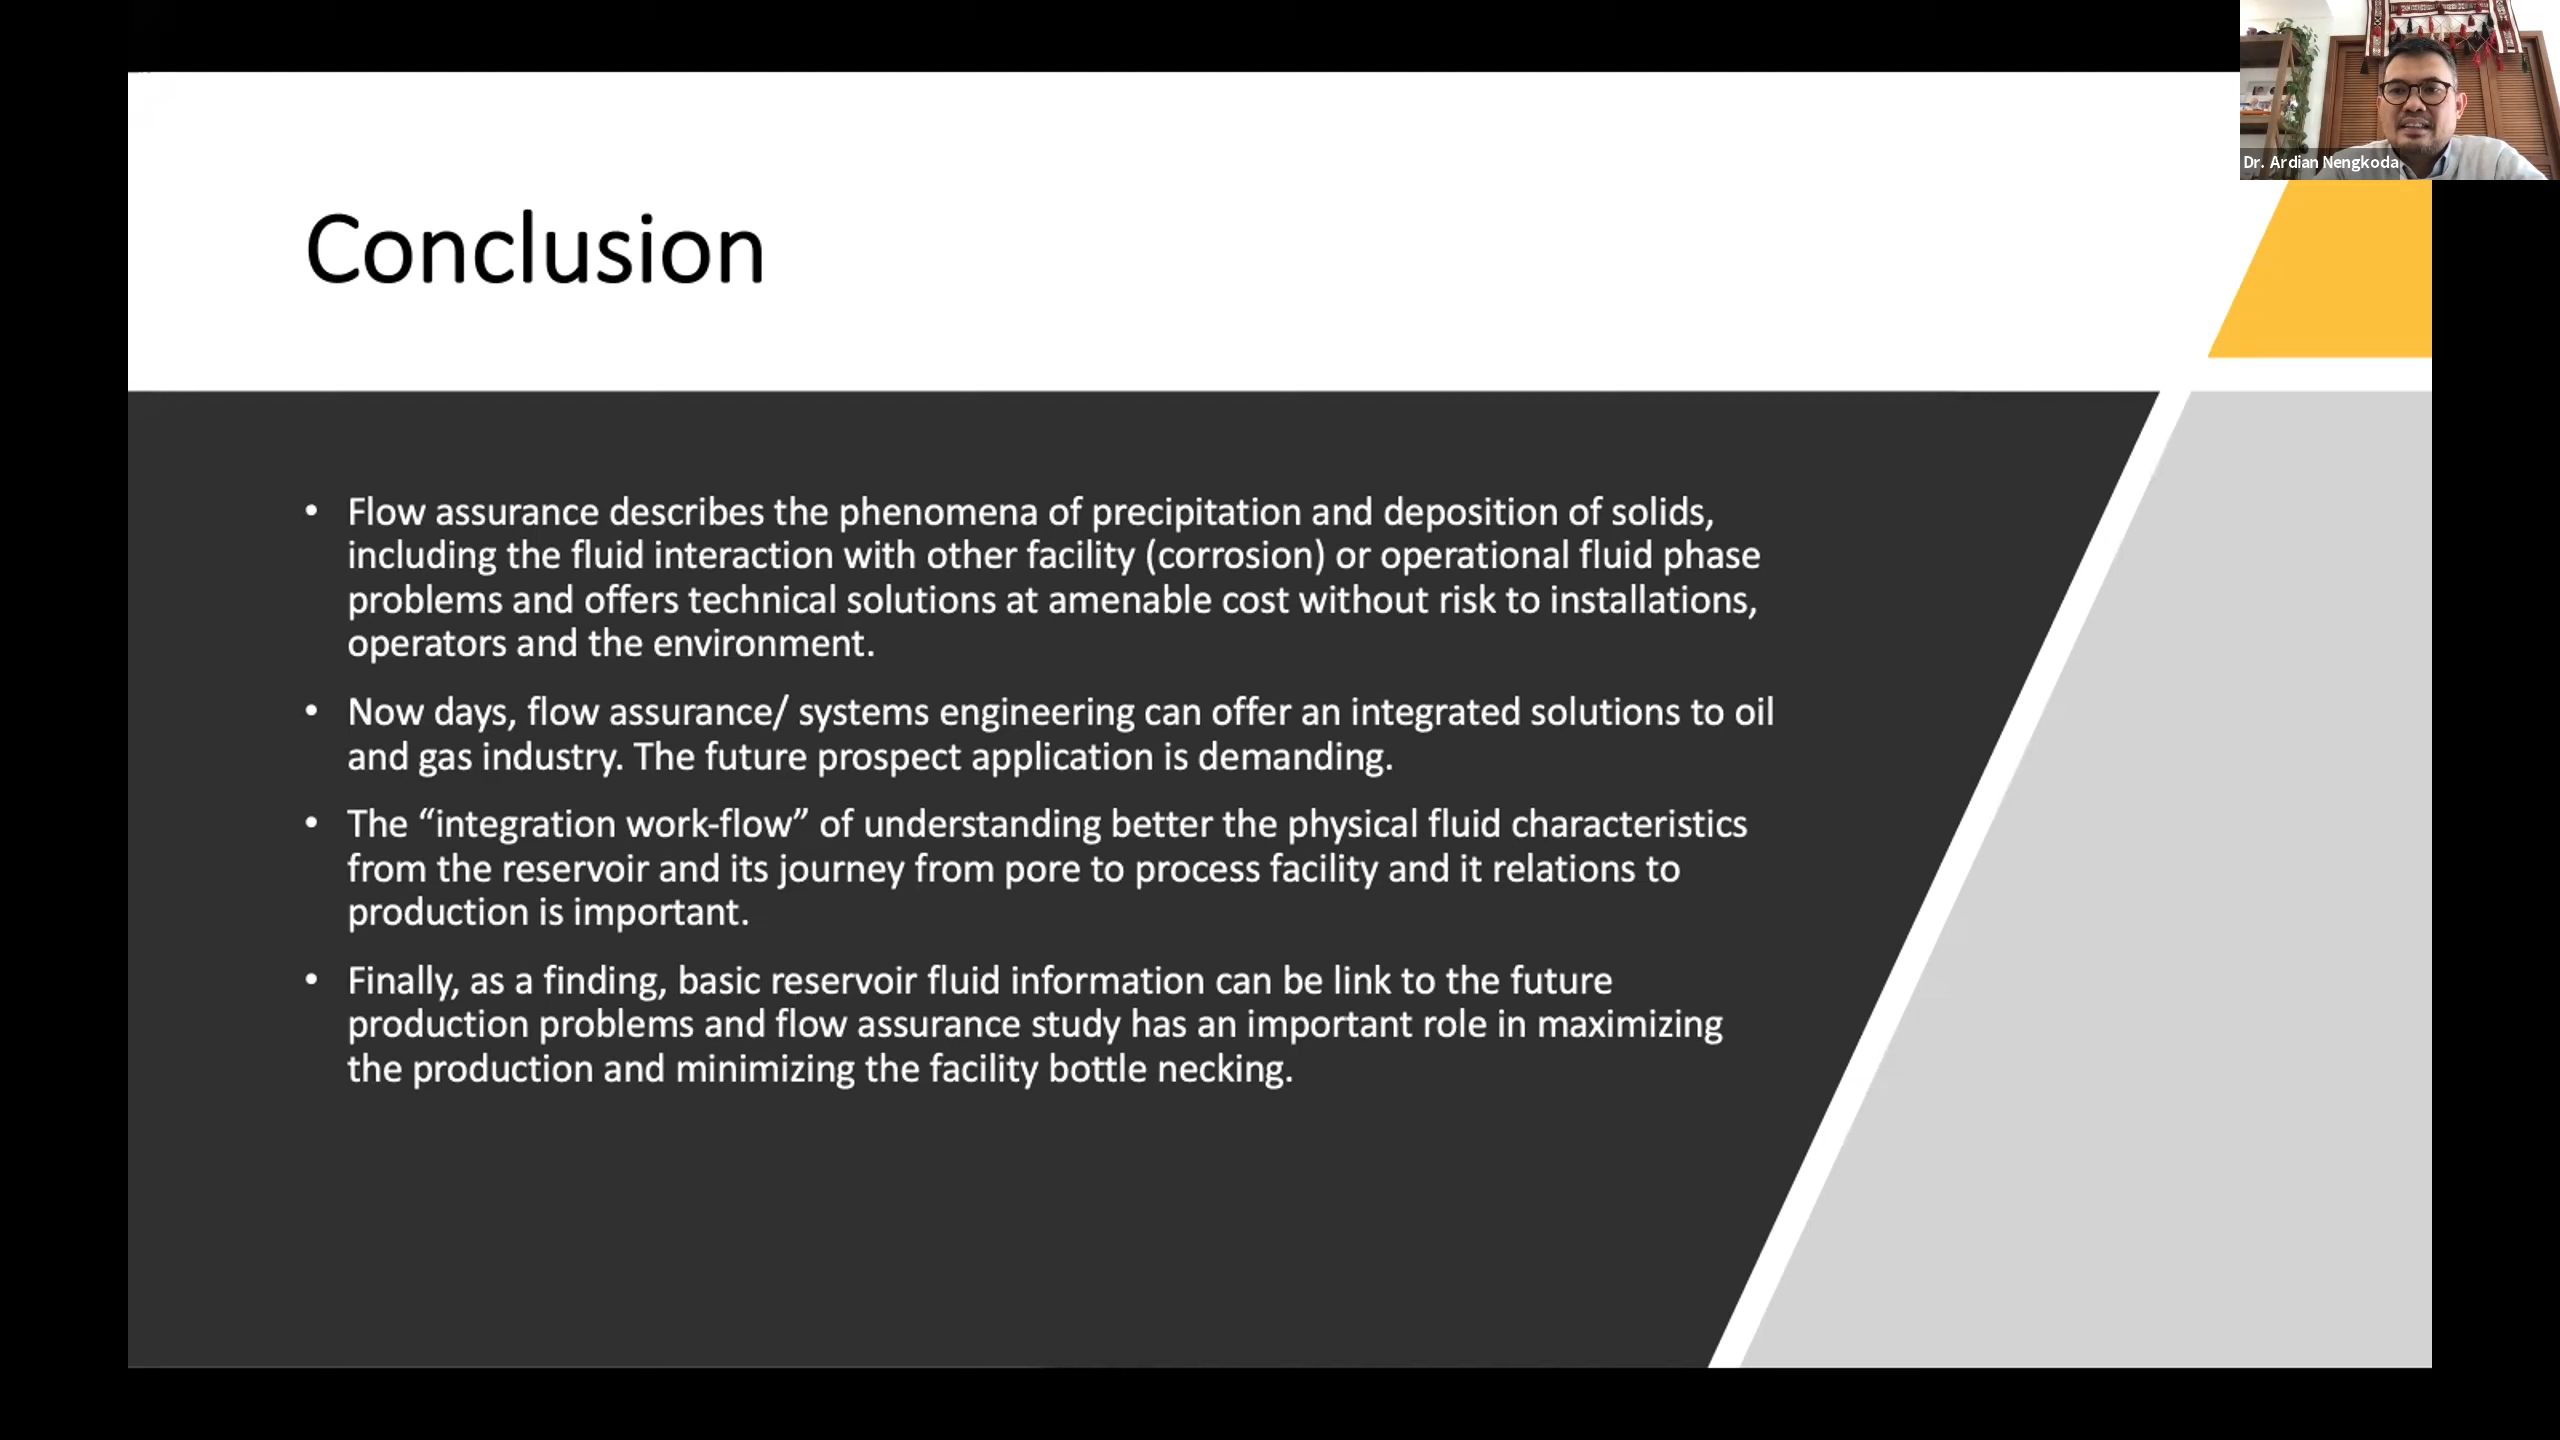 Dr. Ardian Nengkoda
Conclusion
• Flow assurance describes the phenomena of precipitation and deposition of solids,
including the fluid interaction with other facility (corrosion) or operational fluid phase
problems and offers technical solutions at amenable cost without risk to installations,
operators and the environment.
• Now days, flow assurance/ systems engineering can offer an integrated solutions to oil
and gas industry. The future prospect application is demanding.
• The “integration work-flow” of understanding better the physical fluid characteristics
from the reservoir and its journey from pore to process facility and it relations to
production is important.
• Finally, as a finding, basic reservoir fluid information can be link to the future
production problems and flow assurance study has an important role in maximizing
the production and minimizing the facility bottle necking.